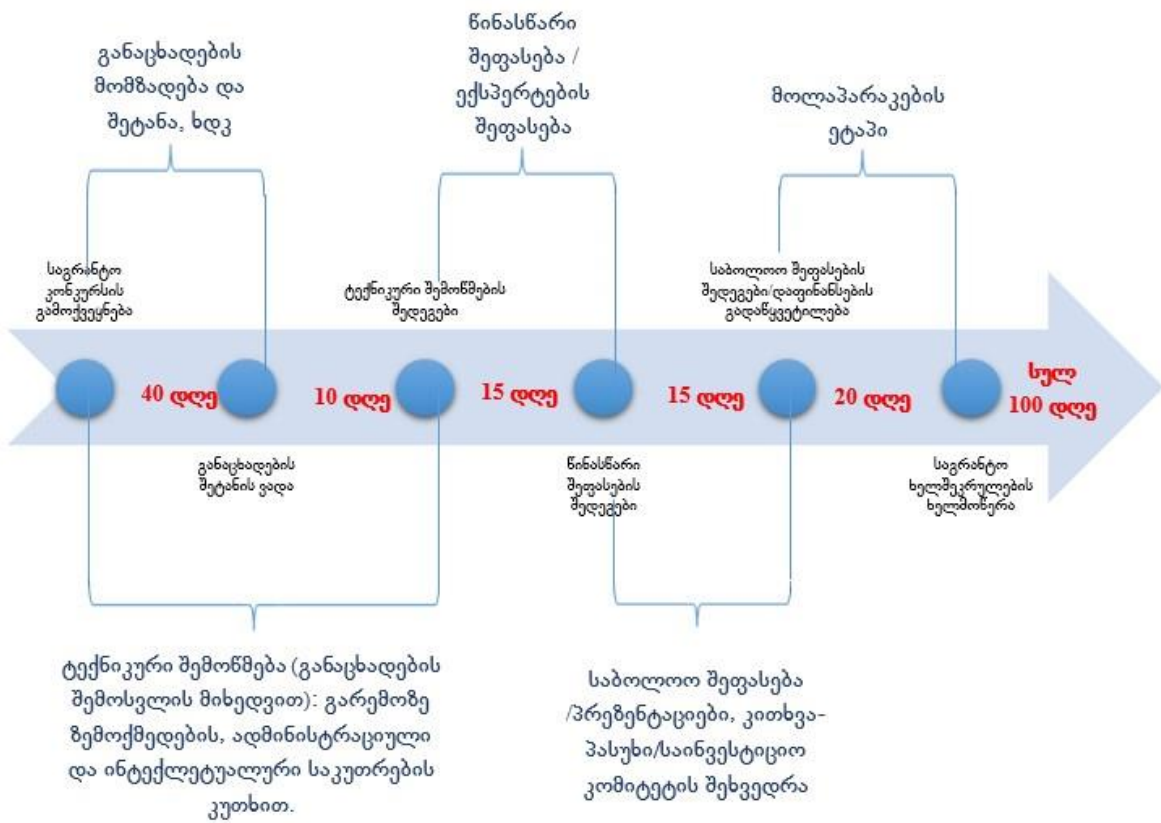 განაცხადების
მომზადება და
შეტანა, ხდკ
წინასწარი
შეფასება /
ექსპერტების
შეფასება
მოლაპარაკების
ეტაპი
საგრანტო
კონკურსის
გამოქვეყნება
ტექნიკური შემოწმების
შედეგები
საბოლოო შეფასების
შედეგები/დაფინანსების
გადაწყვეტილება
40 დღე
10 დღე
15 დღე
15 დღე
20 დღე
სულ
100 დღე
განაცხადების
შეტანის ვადა
წინასწარი
შეფასების
შედეგები
საგრანტო
ხელშეკრულების
ხელმოწერა
ტექნიკური შემოწმება (განაცხადების
შემოსვლის მიხედვით): გარემოზე
ზემოქმედების, ადმინისტრაციული
და ინტექლეტუალური საკუთრების
კუთხით.
საბოლოო შეფასება
/პრეზენტაციები, კითხვა-
პასუხი/საინვესტიციო
კომიტეტის შეხვედრა